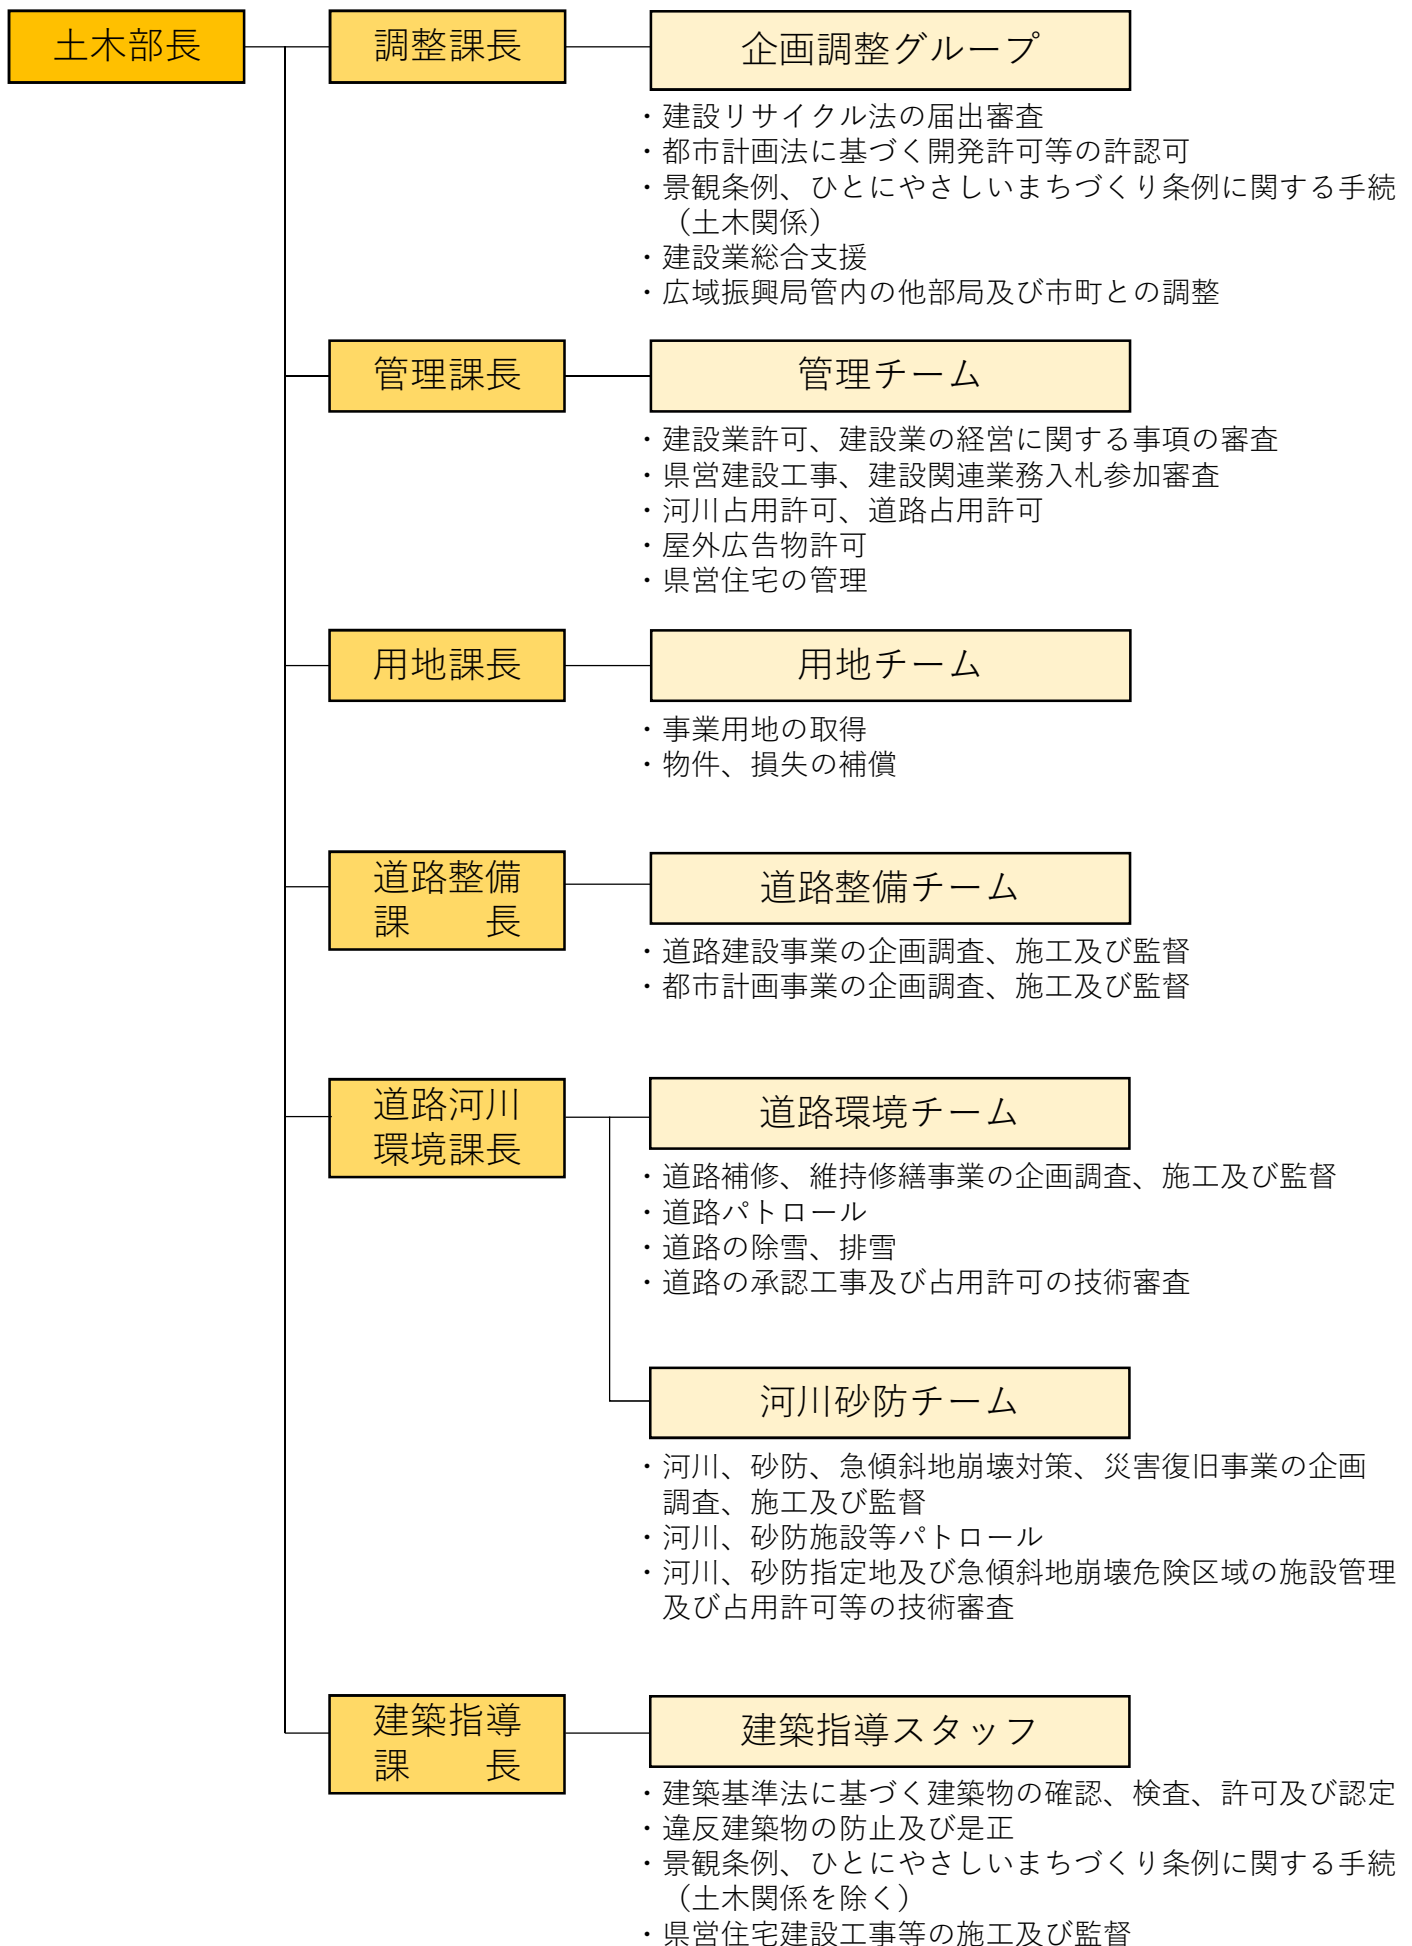 土木部長
調整課長
企画調整グループ
・建設リサイクル法の届出審査
・都市計画法に基づく開発許可等の許認可
・景観条例、ひとにやさしいまちづくり条例に関する手続
（土木関係）
・建設業総合支援
・広域振興局管内の他部局及び市町との調整
管理課長
管理チーム
・建設業許可、建設業の経営に関する事項の審査
・県営建設工事、建設関連業務入札参加審査
・河川占用許可、道路占用許可
・屋外広告物許可
・県営住宅の管理
用地課長
用地チーム
・事業用地の取得
・物件、損失の補償
道路整備
課　　長
道路整備チーム
・道路建設事業の企画調査、施工及び監督
・都市計画事業の企画調査、施工及び監督
道路河川
環境課長
道路環境チーム
・道路補修、維持修繕事業の企画調査、施工及び監督
・道路パトロール
・道路の除雪、排雪
・道路の承認工事及び占用許可の技術審査
河川砂防チーム
・河川、砂防、急傾斜地崩壊対策、災害復旧事業の企画
調査、施工及び監督
・河川、砂防施設等パトロール
・河川、砂防指定地及び急傾斜地崩壊危険区域の施設管理
及び占用許可等の技術審査
建築指導
課　　長
建築指導スタッフ
・建築基準法に基づく建築物の確認、検査、許可及び認定
・違反建築物の防止及び是正
・景観条例、ひとにやさしいまちづくり条例に関する手続
（土木関係を除く）
・県営住宅建設工事等の施工及び監督